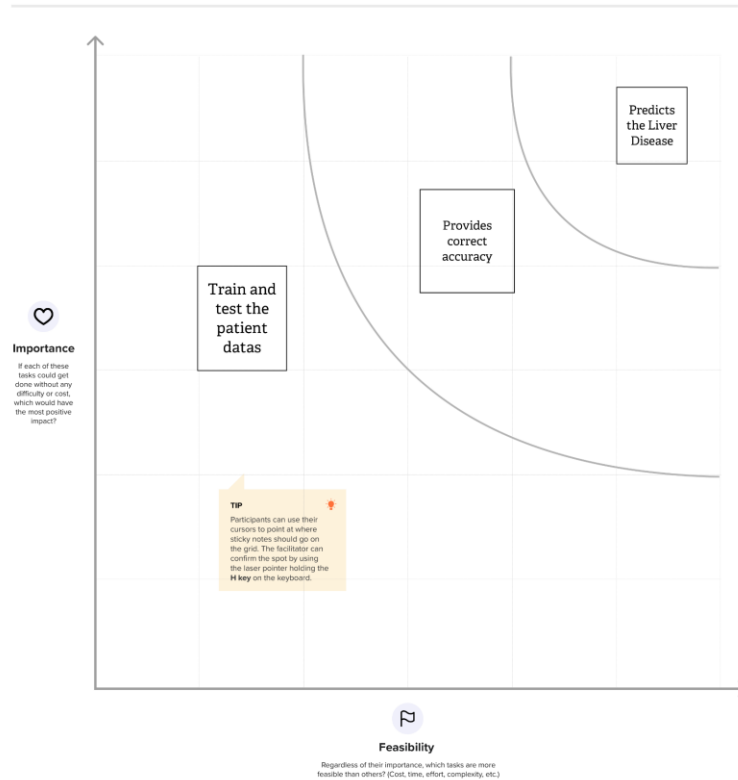 Predicts
the Liver
Disease
Provides
correct
accuracy
Train and
test the
patient
datas
Importance
If each of these
tasks could get
done without any
difficulty or cost,
which would have
the most positive
impact?
TIP
Participants can use their
cursors to point at where
sticky notes should go on
the grid. The facilitator can
confirm the spot by using
the laser pointer holding the
H key on the keyboard.
Feasibility
Regardless of their importance, which tasks are more
feasible than others? (Cost, time, effort, complexity, etc.)